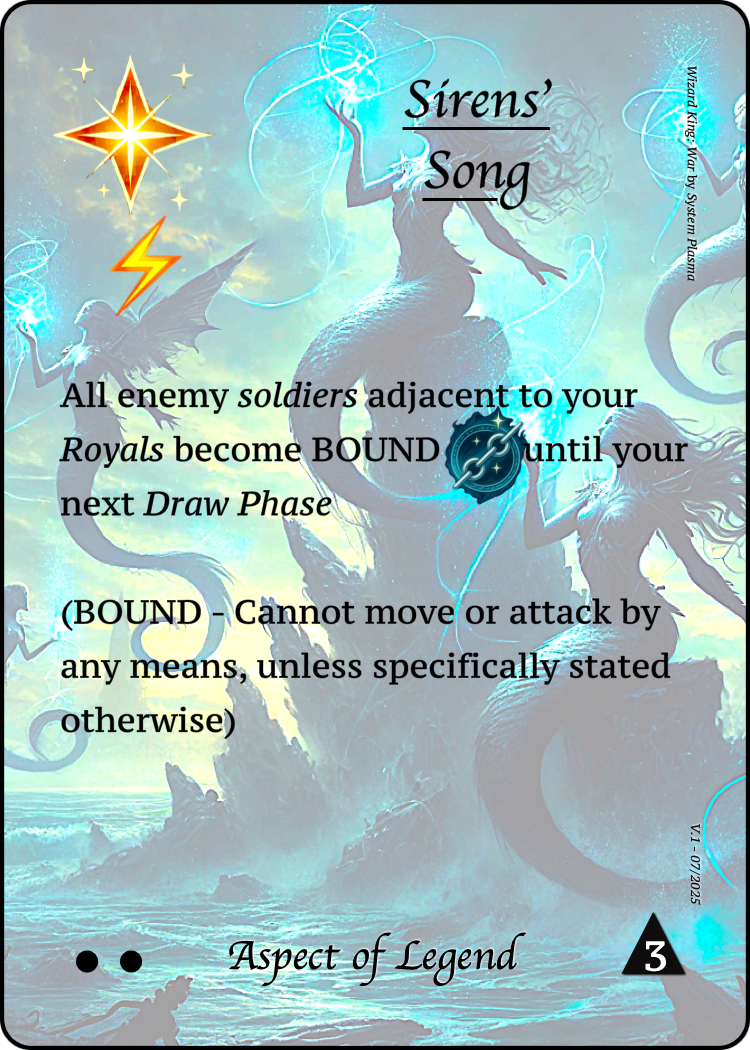 Sirens’
Song
Wizard King: War by System Plasma
All enemy soldiers adjacent to your
Royals become BOUND until your
next Draw Phase
(BOUND - Cannot move or attack by
any means, unless specifically stated
otherwise)
V.1 - 07/2025
Aspect of Legend
3